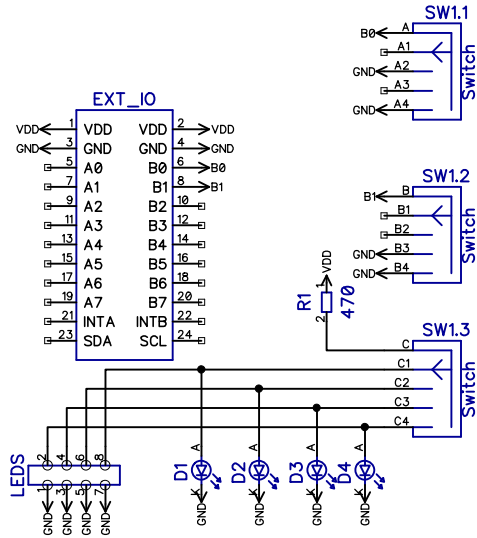 SW1.1
B0 A
A1
GND A2
A3
GND A4
Switch
EXT_IO
VDD 1 VDD VDD 2 VDD
GND 3 GND GND 4 GND
5 A0 B0 6 B0
7 A1 B1 8 B1
9 A2 B2 10
11 A3 B3 12
13 A4 B4 14
15 A5 B5 16
17 A6 B6 18
19 A7 B7 20
21 INTA INTB 22
23 SDA SCL 24
SW1.2
B1 B
B1
B2
GND B3
GND B4
Switch
VDD
1
R1 470
2
SW1.3
C
C1
C2
C3
C4
Switch
LEDS
2 4 6 8
1 3 5 7
GND GND GND GND
A A A A
D1 D2 D3 D4
K K K K
GND GND GND GND